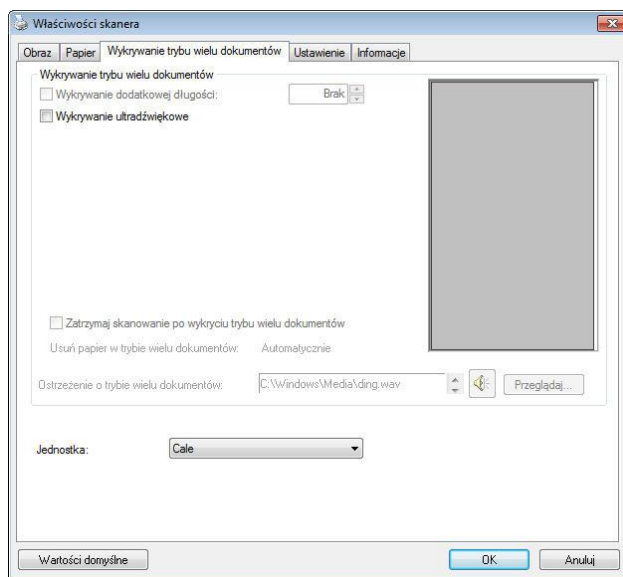 Właściwości skanera
Obraz Papier Wykrywanie trybu wielu dokumentów Ustawienie Informacje
Wykrywanie trybu wielu dokumentów
Wykrywanie dodatkowej długości: Brak
Wykrywanie ultradźwiękowe
Zatrzymaj skanowanie po wykryciu trybu wielu dokumentów
Usuń papier w trybie wielu dokumentów: Automatycznie
Ostrzeżenie o trybie wielu dokumentów: C:\Windows\Media\ding.wav Przeglądaj...
Jednostka: Cale
Wartości domyślne OK Anuluj